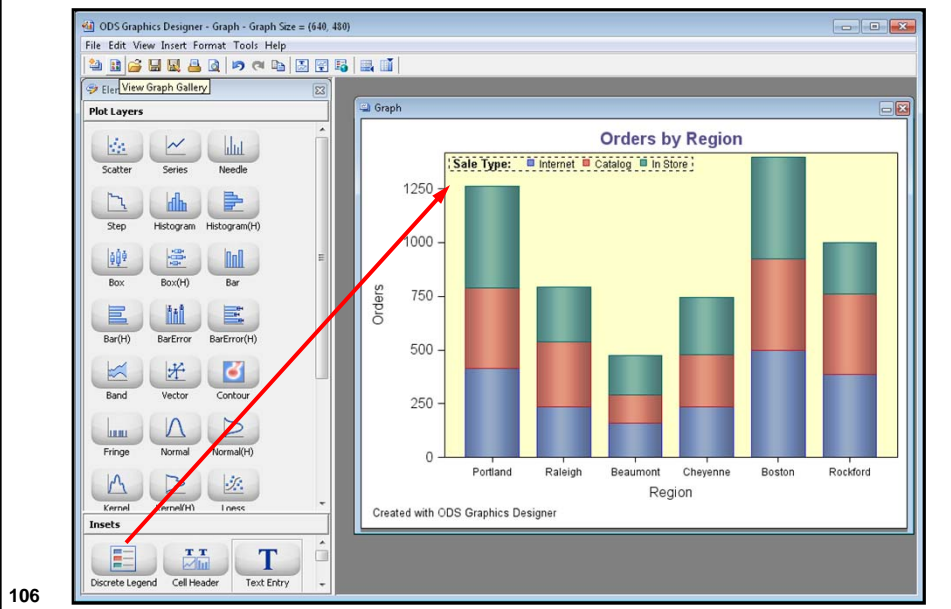 ODS Graphics Designer - Graph - Graph Size = (640, 480)
File Edit View Insert Format Tools Help
View Graph Gallery
Elem
Plot Layers
Scatter Series Needle
Step Histogram Histogram(H)
Box Box(H) Bar
Bar(H) BarError BarError(H)
Band Vector Contour
Fringe Normal Normal(H)
Kernel Kernel(H) Loess
Insets
Discrete Legend Cell Header Text Entry
Graph
Orders by Region
Sale Type: Internet Catalog In Store
1250
1000
750
500
250
0
Orders
Portland Raleigh Beaumont Cheyenne Boston Rockford
Region
Created with ODS Graphics Designer
106